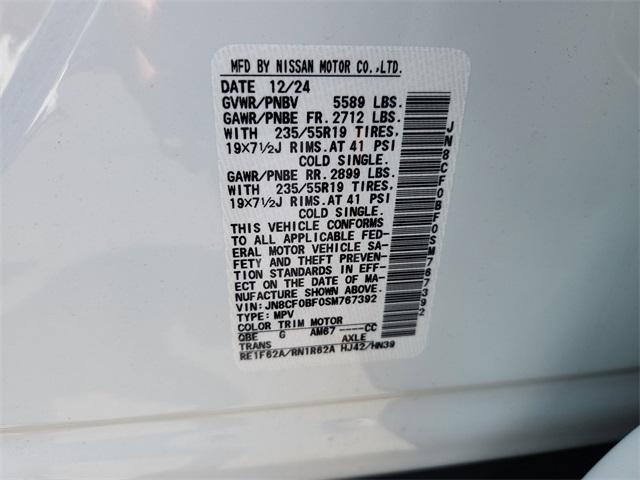 MFD BY NISSAN MOTOR CO.,LTD.
DATE 12/24
GVWR/PNBV 5589 LBS.
GAWR/PNBE FR. 2712 LBS.
WITH 235/55R19 TIRES,
19X7½J RIMS.AT 41 PSI
COLD SINGLE.
GAWR/PNBE RR. 2899 LBS.
WITH 235/55R19 TIRES,
19X7½J RIMS.AT 41 PSI
COLD SINGLE.
THIS VEHICLE CONFORMS
TO ALL APPLICABLE FED-
ERAL MOTOR VEHICLE SA-
FETY AND THEFT PREVEN-
TION STANDARDS IN EFF-
ECT ON THE DATE OF MA-
NUFACTURE SHOWN ABOVE.
VIN:JN8CF0BF0SM767392
TYPE: MPV
COLOR TRIM MOTOR
QBE G AM67 ----CC
TRANS AXLE
RE1F62A/RN1R62A HJ42/HN39
JN8CF0BF0SM767392